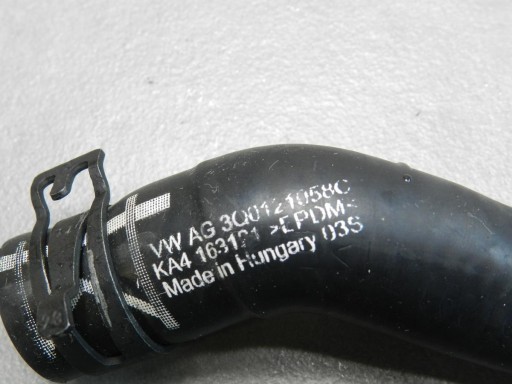 VW AG 3Q0121058C
KA4 163121 >EPDM<
Made in Hungary 03S